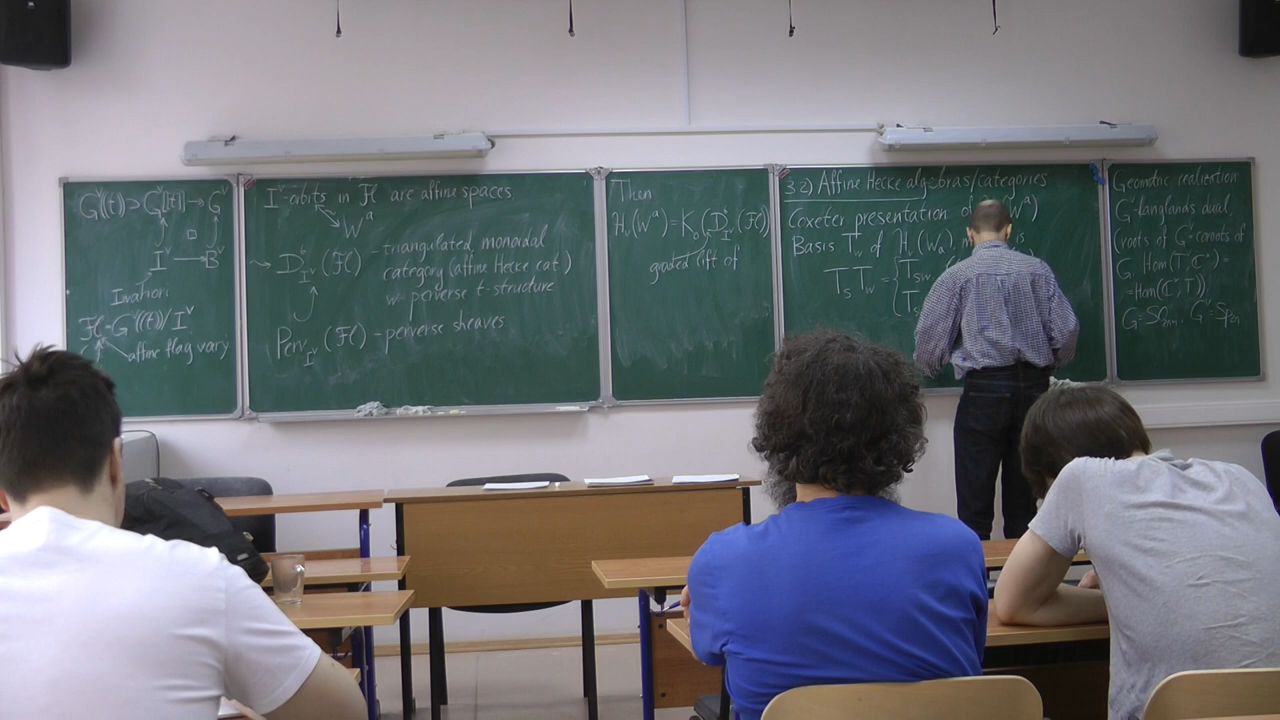 G^v((t)) ⊃ G^v[[t]] → G^v
I^v → B^v
Iwahori
Fl = G^v((t))/I^v
affine flag var-y
I^v-orbits in Fl are affine spaces
W^a
D^b_{I^v}(Fl) - triangulated, monoidal
category (affine Hecke cat.)
w. perverse t-structure
Perv_{I^v}(Fl) - perverse sheaves
Then
H_v(W^a) = K_0(D^b_{I^v}(Fl))
graded lift of
3.2) Affine Hecke algebras/categories
Coxeter presentation
Basis T_w of H_v(W^a),
T_s T_w = { T_{sw}
Geometric realization
G^v-Langlands dual
(roots of G^v = coroots of
G, Hom(T^v, C^×) =
= Hom(C^×, T))
G = SO_{2n+1}, G^v = Sp_{2n}